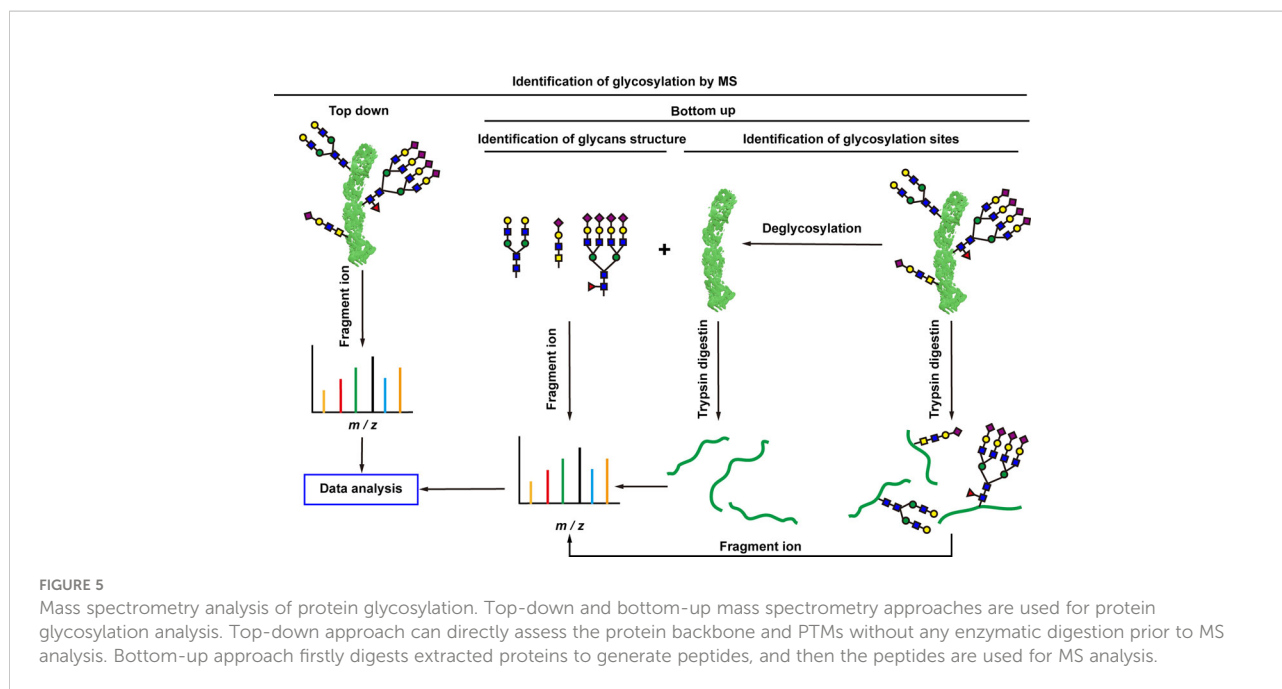 Identification of glycosylation by MS
Top down
Bottom up
Identification of glycans structure
Identification of glycosylation sites
Deglycosylation
+
Fragment ion
Fragment ion
Trypsin digestin
Trypsin digestin
m / z
Data analysis
m / z
Fragment ion
FIGURE 5
Mass spectrometry analysis of protein glycosylation. Top-down and bottom-up mass spectrometry approaches are used for protein
glycosylation analysis. Top-down approach can directly assess the protein backbone and PTMs without any enzymatic digestion prior to MS
analysis. Bottom-up approach firstly digests extracted proteins to generate peptides, and then the peptides are used for MS analysis.